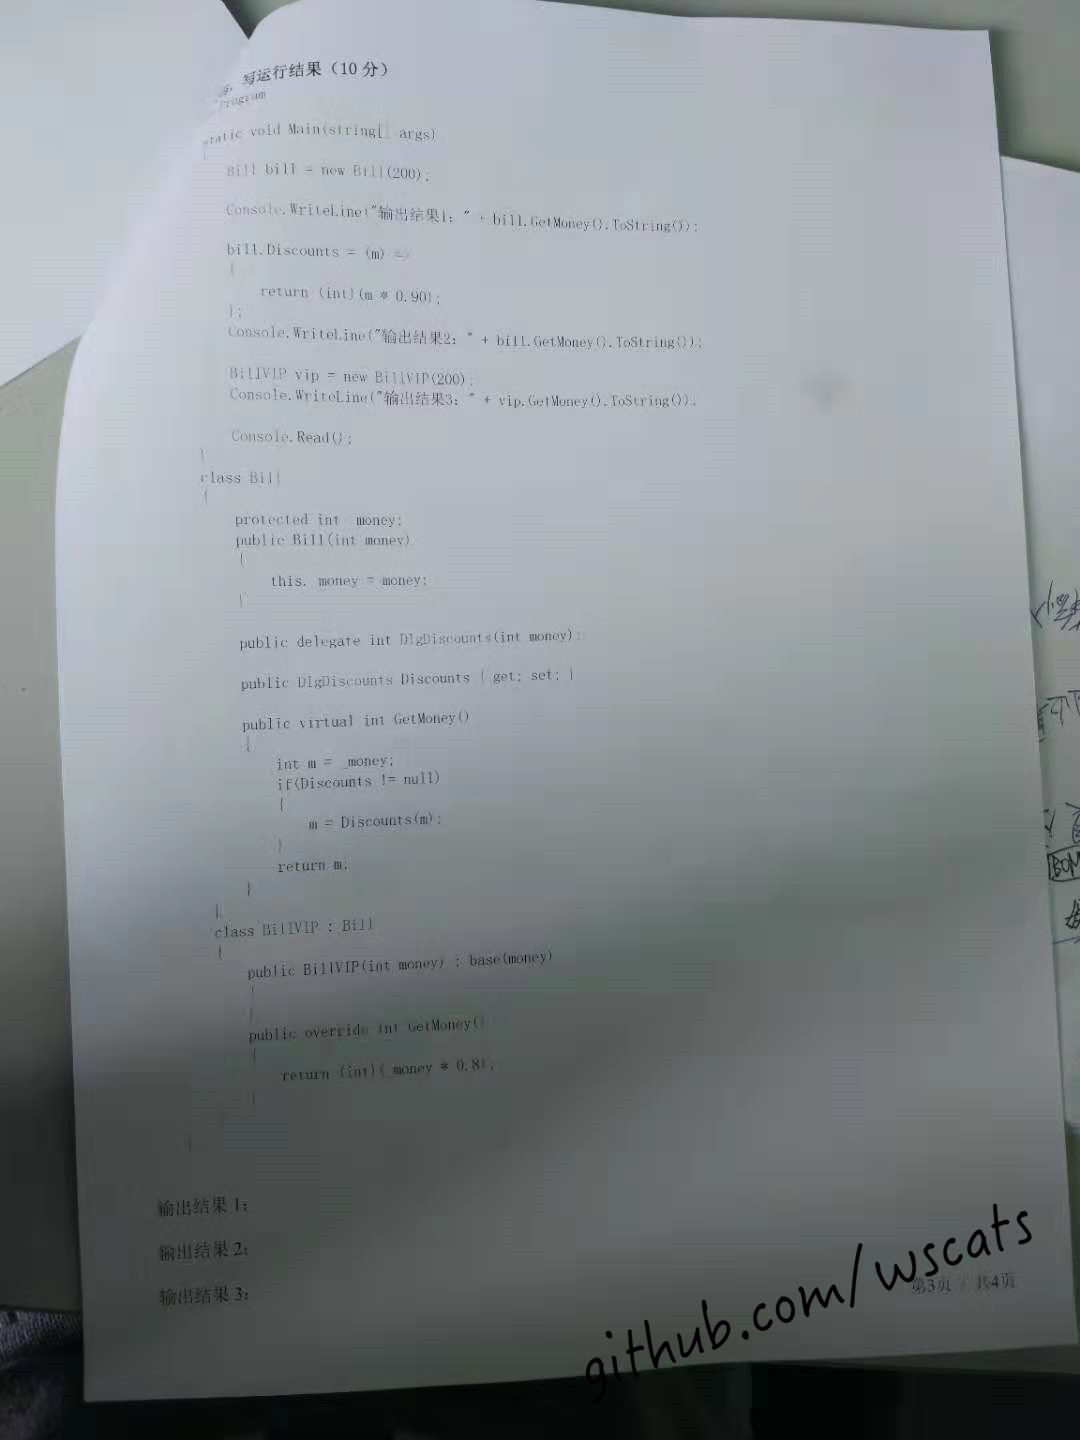 写运行结果（10 分）
Program
static void Main(string[] args)
{
Bill bill = new Bill(200);
Console.WriteLine("输出结果1：" + bill.GetMoney().ToString());
bill.Discounts = (m) =>
{
return (int)(m * 0.90);
};
Console.WriteLine("输出结果2：" + bill.GetMoney().ToString());
BillVIP vip = new BillVIP(200);
Console.WriteLine("输出结果3：" + vip.GetMoney().ToString());
Console.Read();
}
class Bill
{
protected int _money;
public Bill(int money)
{
this._money = money;
}
public delegate int DlgDiscounts(int money);
public DlgDiscounts Discounts { get; set; }
public virtual int GetMoney()
{
int m = _money;
if(Discounts != null)
{
m = Discounts(m);
}
return m;
}
}
class BillVIP : Bill
{
public BillVIP(int money) : base(money)
{
}
public override int GetMoney()
{
return (int)(_money * 0.8);
}
}
输出结果 1：
输出结果 2：
输出结果 3：
第3页 / 共4页
github.com/wscats